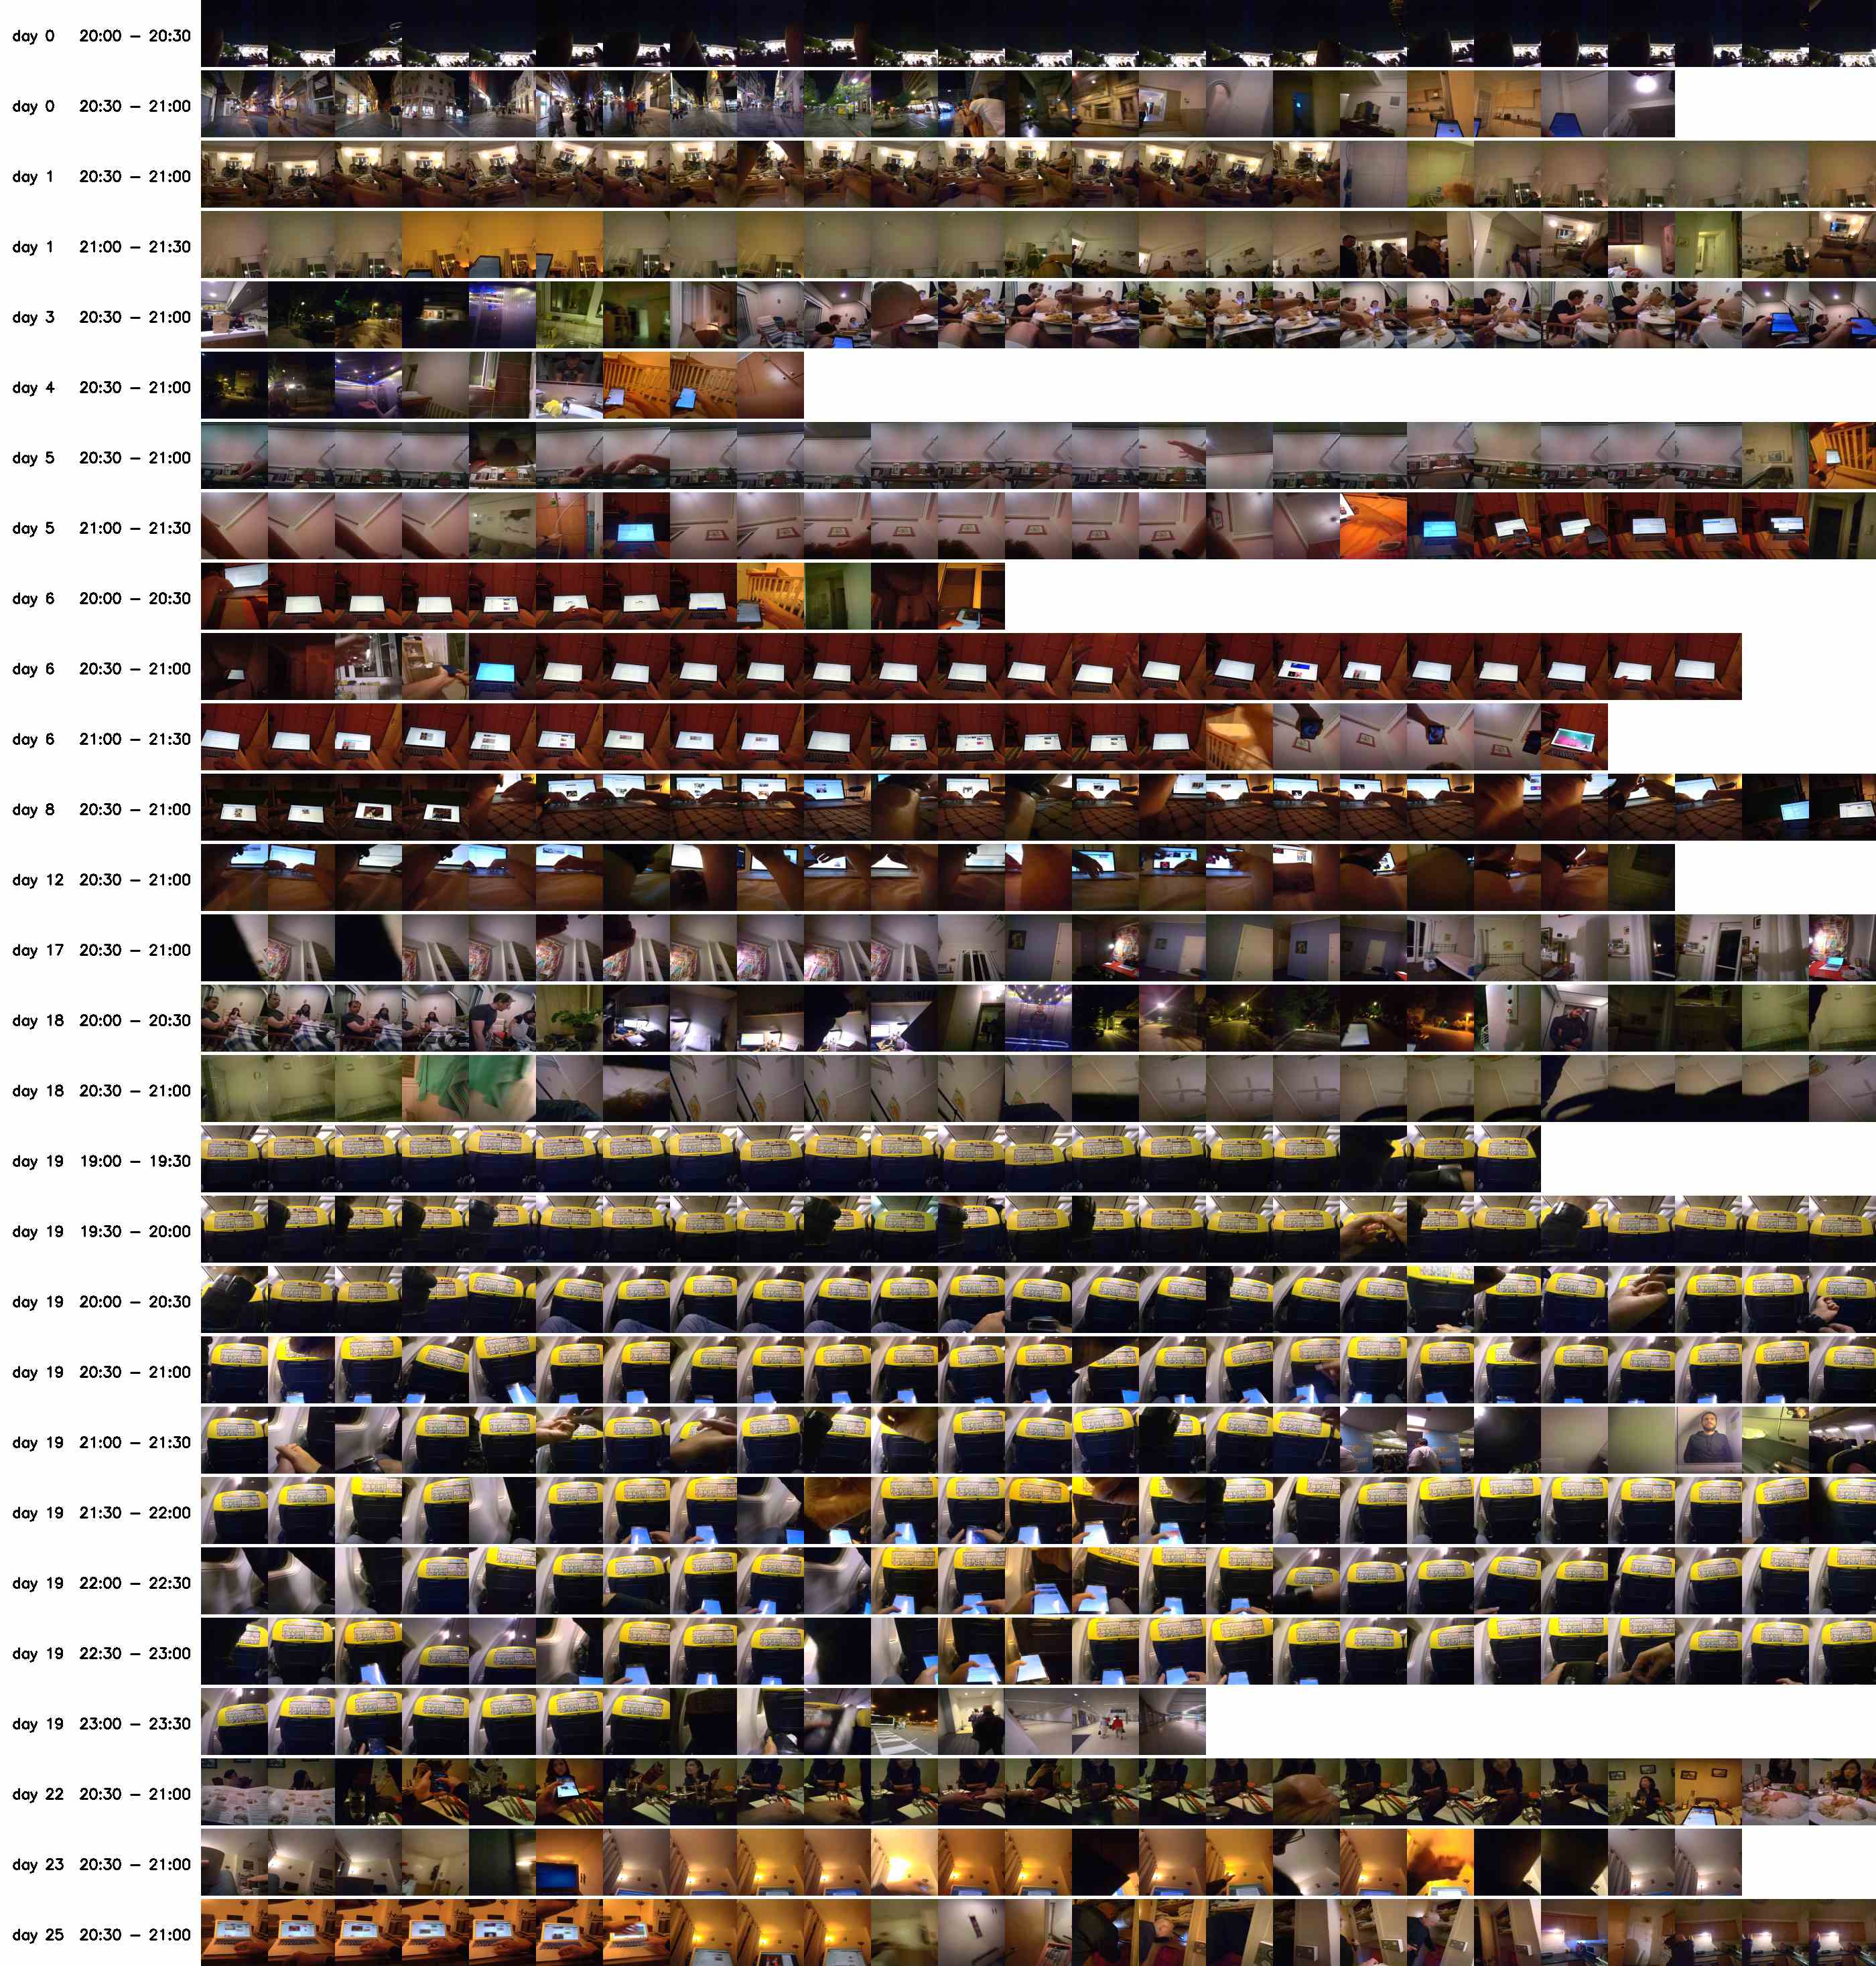 day 0 20:00 – 20:30
day 0 20:30 – 21:00
day 1 20:30 – 21:00
day 1 21:00 – 21:30
day 3 20:30 – 21:00
day 4 20:30 – 21:00
day 5 20:30 – 21:00
day 5 21:00 – 21:30
day 6 20:00 – 20:30
day 6 20:30 – 21:00
day 6 21:00 – 21:30
day 8 20:30 – 21:00
day 12 20:30 – 21:00
day 17 20:30 – 21:00
day 18 20:00 – 20:30
day 18 20:30 – 21:00
day 19 19:00 – 19:30
day 19 19:30 – 20:00
day 19 20:00 – 20:30
day 19 20:30 – 21:00
day 19 21:00 – 21:30
day 19 21:30 – 22:00
day 19 22:00 – 22:30
day 19 22:30 – 23:00
day 19 23:00 – 23:30
day 22 20:30 – 21:00
day 23 20:30 – 21:00
day 25 20:30 – 21:00